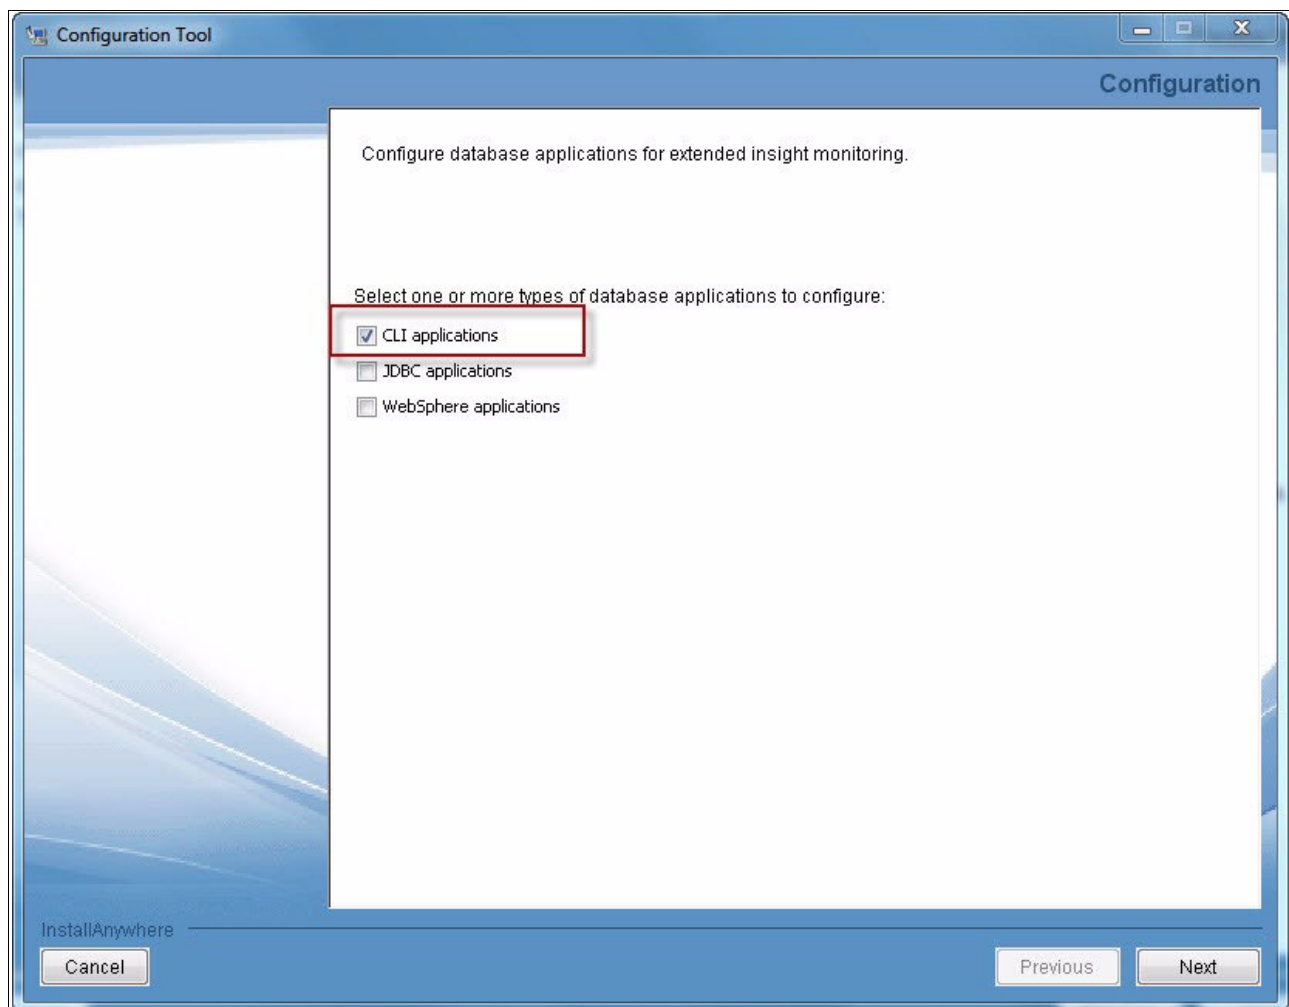 Configuration Tool
Configuration
Configure database applications for extended insight monitoring.
Select one or more types of database applications to configure:
CLI applications
JDBC applications
WebSphere applications
InstallAnywhere
Cancel
Previous
Next